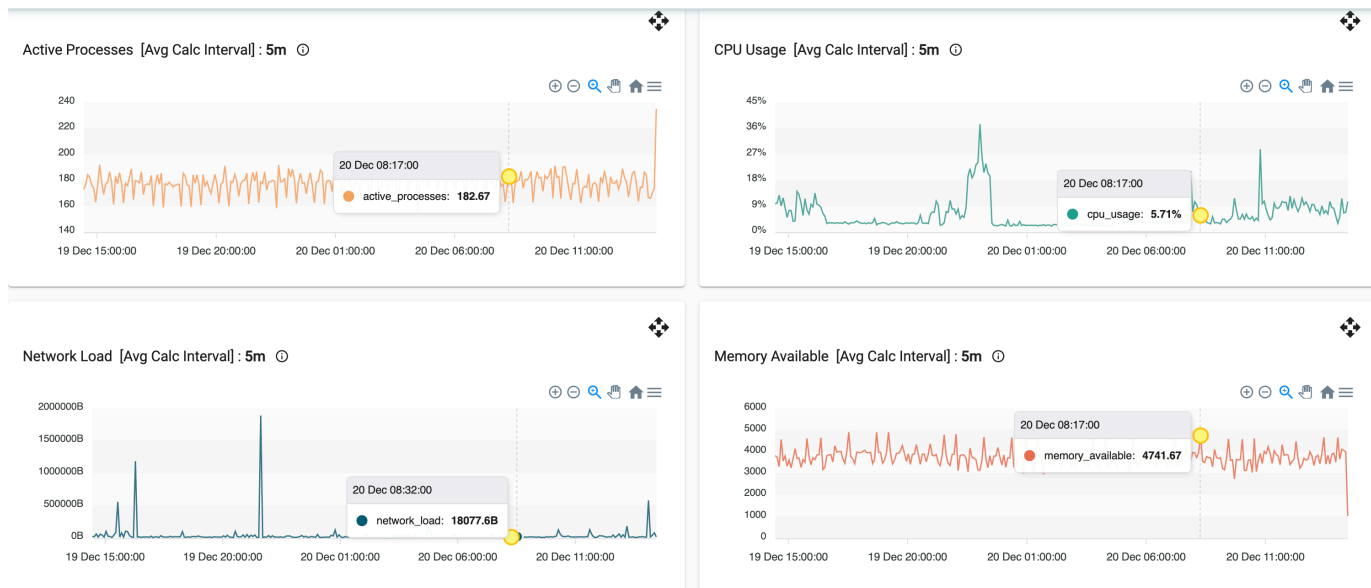 Active Processes [Avg Calc Interval] : 5m
240
220
200
180
160
140
20 Dec 08:17:00
active_processes: 182.67
19 Dec 15:00:00 19 Dec 20:00:00 20 Dec 01:00:00 20 Dec 06:00:00 20 Dec 11:00:00
CPU Usage [Avg Calc Interval] : 5m
45%
36%
27%
18%
9%
0%
20 Dec 08:17:00
cpu_usage: 5.71%
19 Dec 15:00:00 19 Dec 20:00:00 20 Dec 01:00:00 20 Dec 06:00:00 20 Dec 11:00:00
Network Load [Avg Calc Interval] : 5m
2000000B
1500000B
1000000B
500000B
0B
20 Dec 08:32:00
network_load: 18077.6B
19 Dec 15:00:00 19 Dec 20:00:00 20 Dec 01:00:00 20 Dec 06:00:00 20 Dec 11:00:00
Memory Available [Avg Calc Interval] : 5m
6000
5000
4000
3000
2000
1000
0
20 Dec 08:17:00
memory_available: 4741.67
19 Dec 15:00:00 19 Dec 20:00:00 20 Dec 01:00:00 20 Dec 06:00:00 20 Dec 11:00:00